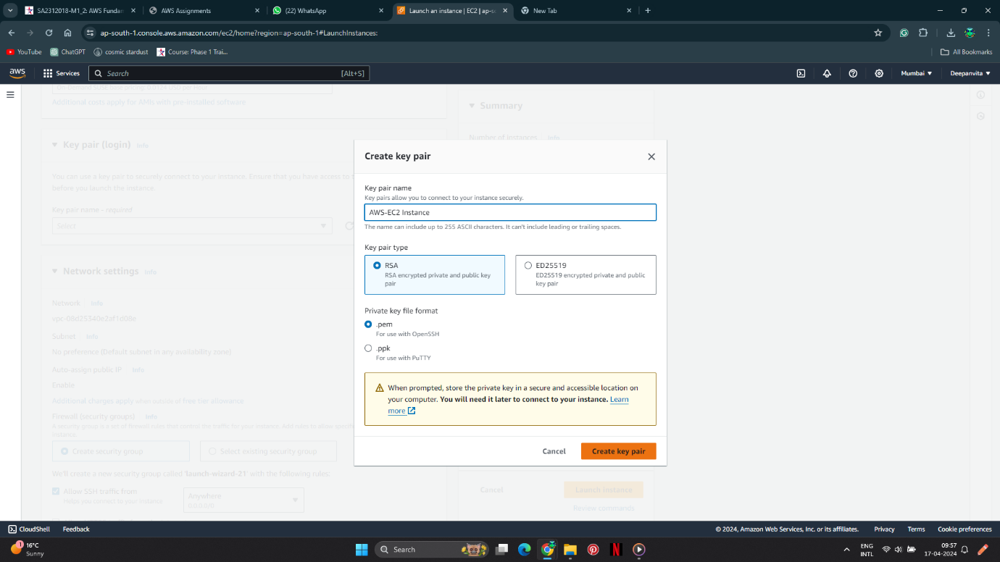 SA2312018-M1_2: AWS Fundan
AWS Assignments
(22) WhatsApp
Launch an instance | EC2 | ap-so
New Tab
ap-south-1.console.aws.amazon.com/ec2/home?region=ap-south-1#LaunchInstances:
YouTube
ChatGPT
cosmic stardust
Course: Phase 1 Trai...
All Bookmarks
aws
Services
Search
[Alt+S]
Mumbai
Deepanvita
Additional costs apply for AMIs with pre-installed software
Summary
Number of instances Info
Key pair (login) Info
You can use a key pair to securely connect to your instance. Ensure that you have access to
before you launch the instance.
Key pair name - required
Select
Network settings Info
Network Info
Subnet Info
No preference (Default subnet in any availability zone)
Auto-assign public IP Info
Enable
Additional charges apply when outside of free tier allowance
Firewall (security groups) Info
A security group is a set of firewall rules that control the traffic for your instance. Add rules to allow specif
instance.
Create security group
Select existing security group
We'll create a new security group called 'launch-wizard-21' with the following rules:
Allow SSH traffic from
Helps you connect to your instance
Anywhere
0.0.0.0/0
Create key pair
Key pair name
Key pairs allow you to connect to your instance securely.
AWS-EC2 Instance
The name can include up to 255 ASCII characters. It can't include leading or trailing spaces.
Key pair type
RSA
RSA encrypted private and public key
pair
ED25519
ED25519 encrypted private and public
key pair
Private key file format
.pem
For use with OpenSSH
.ppk
For use with PuTTY
When prompted, store the private key in a secure and accessible location on
your computer. You will need it later to connect to your instance. Learn
more
Cancel
Create key pair
Cancel
Launch instance
Review commands
CloudShell
Feedback
© 2024, Amazon Web Services, Inc. or its affiliates.
Privacy
Terms
Cookie preferences
1
16°C
Sunny
Search
ENG
INTL
09:57
17-04-2024